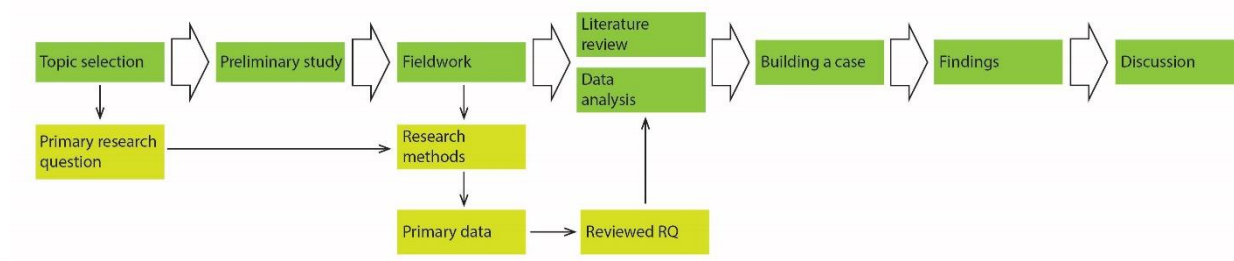 Topic selection
Preliminary study
Fieldwork
Literature
review
Data
analysis
Building a case
Findings
Discussion
Primary research
question
Research
methods
Primary data
Reviewed RQ